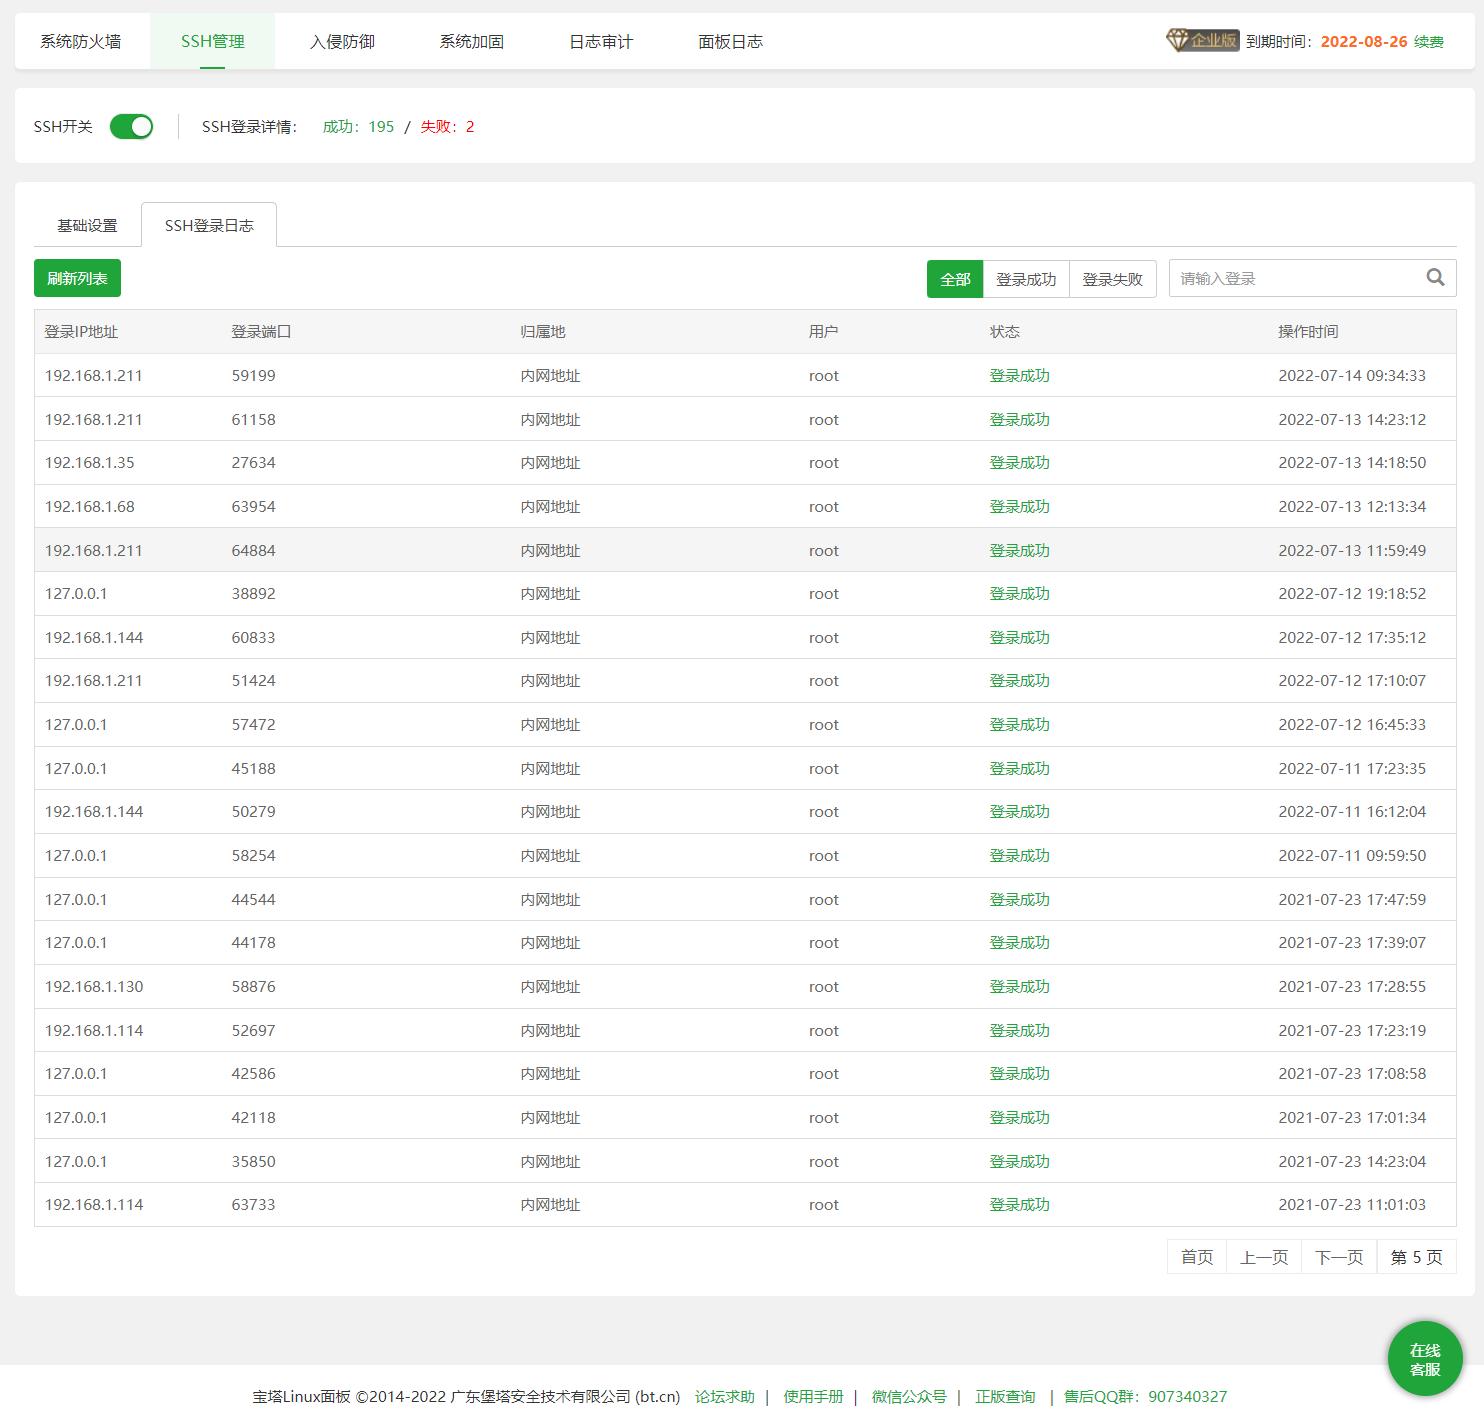 系统防火墙 SSH管理 入侵防御 系统加固 日志审计 面板日志 企业版 到期时间：2022-08-26 续费
SSH开关 SSH登录详情： 成功：195 / 失败：2
基础设置 SSH登录日志
刷新列表 全部 登录成功 登录失败 请输入登录
登录IP地址 登录端口 归属地 用户 状态 操作时间
192.168.1.211 59199 内网地址 root 登录成功 2022-07-14 09:34:33
192.168.1.211 61158 内网地址 root 登录成功 2022-07-13 14:23:12
192.168.1.35 27634 内网地址 root 登录成功 2022-07-13 14:18:50
192.168.1.68 63954 内网地址 root 登录成功 2022-07-13 12:13:34
192.168.1.211 64884 内网地址 root 登录成功 2022-07-13 11:59:49
127.0.0.1 38892 内网地址 root 登录成功 2022-07-12 19:18:52
192.168.1.144 60833 内网地址 root 登录成功 2022-07-12 17:35:12
192.168.1.211 51424 内网地址 root 登录成功 2022-07-12 17:10:07
127.0.0.1 57472 内网地址 root 登录成功 2022-07-12 16:45:33
127.0.0.1 45188 内网地址 root 登录成功 2022-07-11 17:23:35
192.168.1.144 50279 内网地址 root 登录成功 2022-07-11 16:12:04
127.0.0.1 58254 内网地址 root 登录成功 2022-07-11 09:59:50
127.0.0.1 44544 内网地址 root 登录成功 2021-07-23 17:47:59
127.0.0.1 44178 内网地址 root 登录成功 2021-07-23 17:39:07
192.168.1.130 58876 内网地址 root 登录成功 2021-07-23 17:28:55
192.168.1.114 52697 内网地址 root 登录成功 2021-07-23 17:23:19
127.0.0.1 42586 内网地址 root 登录成功 2021-07-23 17:08:58
127.0.0.1 42118 内网地址 root 登录成功 2021-07-23 17:01:34
127.0.0.1 35850 内网地址 root 登录成功 2021-07-23 14:23:04
192.168.1.114 63733 内网地址 root 登录成功 2021-07-23 11:01:03
首页 上一页 下一页 第 5 页
在线
客服
宝塔Linux面板 ©2014-2022 广东堡塔安全技术有限公司 (bt.cn) 论坛求助 | 使用手册 | 微信公众号 | 正版查询 | 售后QQ群：907340327